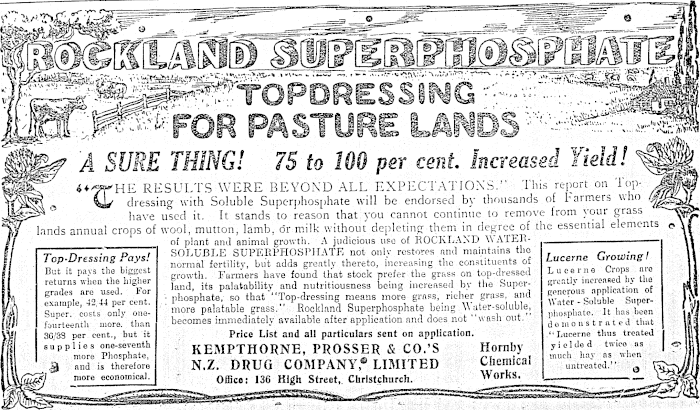 ROCKLAND SUPERPHOSPHATE
TOPDRESSING
FOR PASTURE LANDS
A SURE THING! 75 to 100 per cent. Increased Yield!
"THE RESULTS WERE BEYOND ALL EXPECTATIONS." This report on Top-
dressing with Soluble Superphosphate will be endorsed by thousands of Farmers who
have used it. It stands to reason that you cannot continue to remove from your grass
lands annual crops of wool, mutton, lamb, or milk without depleting them in degree of the essential elements
of plant and animal growth. A judicious use of ROCKLAND WATER-
SOLUBLE SUPERPHOSPHATE not only restores and maintains the
normal fertility, but adds greatly thereto, increasing the constituents of
growth. Farmers have found that stock prefer the grass on top-dressed
land, its palatability and nutritiousness being increased by the Super-
phosphate, so that "Top-dressing means more grass, richer grass, and
more palatable grass." Rockland Superphosphate being Water-soluble,
becomes immediately available after application and does not "wash out."
Top-Dressing Pays!
But it pays the biggest
returns when the higher
grades are used. For
example, 42/44 per cent.
Super. costs only one-
fourteenth more than
36/38 per cent., but it
supplies one-seventh
more Phosphate,
and is therefore
more economical.
Lucerne Growing!
Lucerne Crops are
greatly increased by the
generous application of
Water-Soluble Super-
phosphate. It has been
demonstrated that
"Lucerne thus treated
yielded twice as
much hay as when
untreated."
Price List and all particulars sent on application.
KEMPTHORNE, PROSSER & CO.'S
N.Z. DRUG COMPANY, LIMITED
Office: 136 High Street, Christchurch.
Hornby
Chemical
Works.